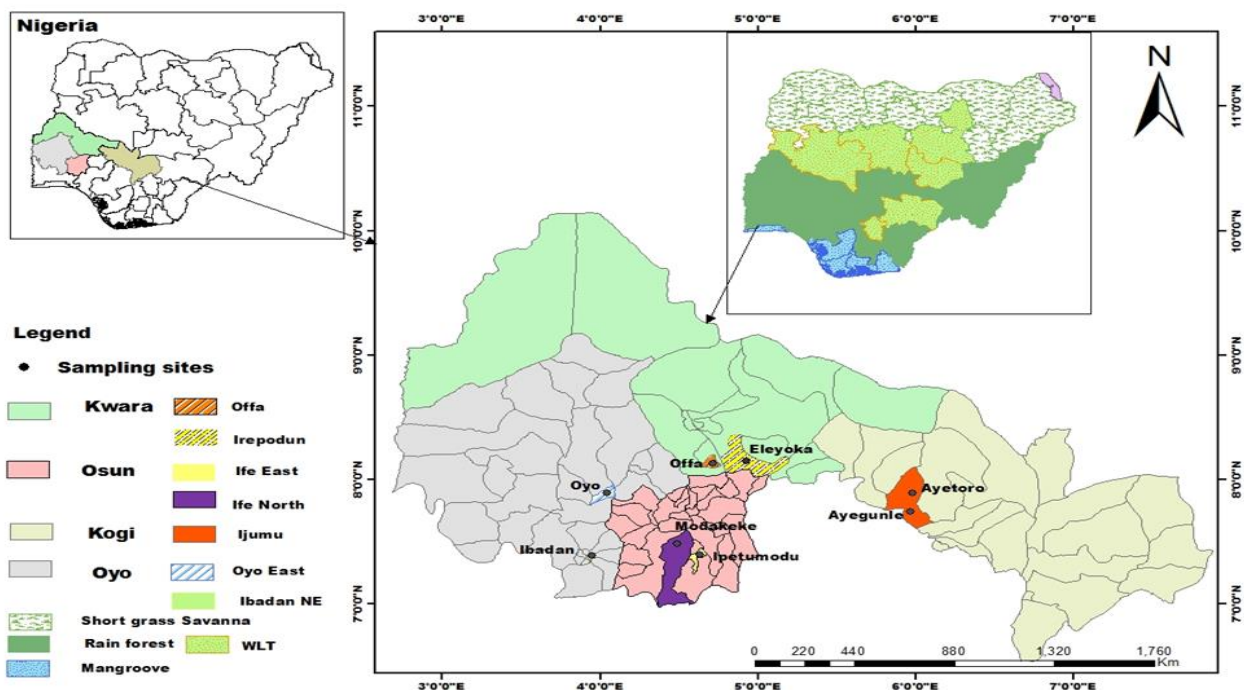 Nigeria
3°0'0"E
4°0'0"E
5°0'0"E
6°0'0"E
7°0'0"E
N
11°0'0"N
11°0'0"N
10°0'0"N
10°0'0"N
9°0'0"N
9°0'0"N
8°0'0"N
8°0'0"N
7°0'0"N
7°0'0"N
Offa
Eleyoka
Oyo
Ayetoro
Ayegunle
Modakeke
Ibadan
Ipetumodu
Legend
Sampling sites
Kwara
Offa
Irepodun
Osun
Ife East
Ife North
Kogi
Ijumu
Oyo
Oyo East
Ibadan NE
Short grass Savanna
Rain forest
WLT
Mangroove
0 220 440 880 1,320 1,760
Km
3°0'0"E
4°0'0"E
5°0'0"E
6°0'0"E
7°0'0"E